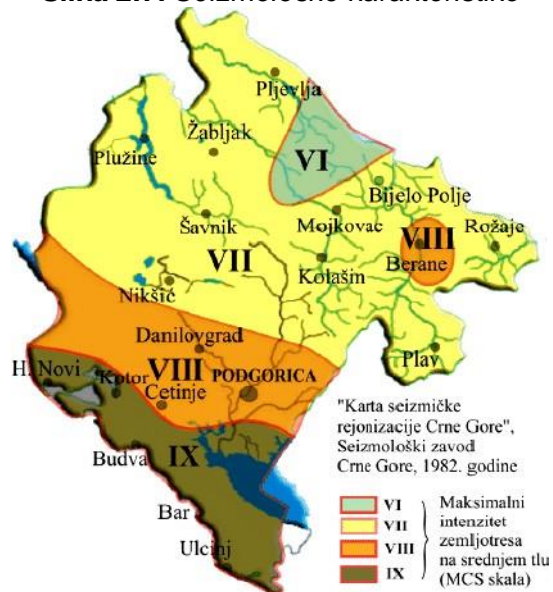 Pljevlja
Žabljak
Plužine
VI
Bijelo Polje
Šavnik
Mojkovac
Rožaje
VIII
VII
Berane
Kolašin
Nikšić
Danilovgrad
Plav
H. Novi
VIII
PODGORICA
Kotor
Cetinje
"Karta seizmičke
rejonizacije Crne Gore",
Seizmološki zavod
Crne Gore, 1982. godine
Budva
IX
Bar
Ulcinj
VI
VII
VIII
IX
Maksimalni
intenzitet
zemljotresa
na srednjem tlu
(MCS skala)